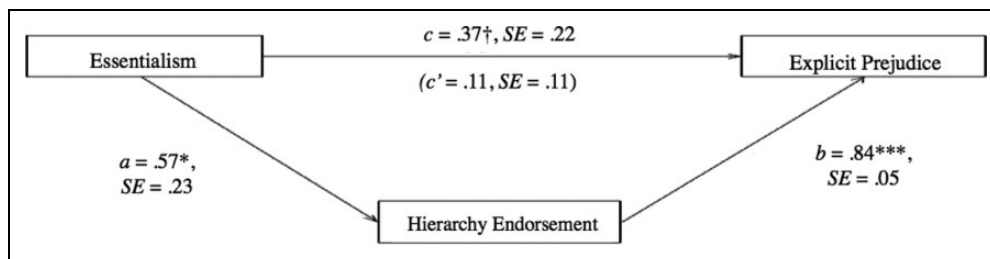 c = .37†, SE = .22
Essentialism
Explicit Prejudice
(c’ = .11, SE = .11)
a = .57*,
SE = .23
b = .84***,
SE = .05
Hierarchy Endorsement